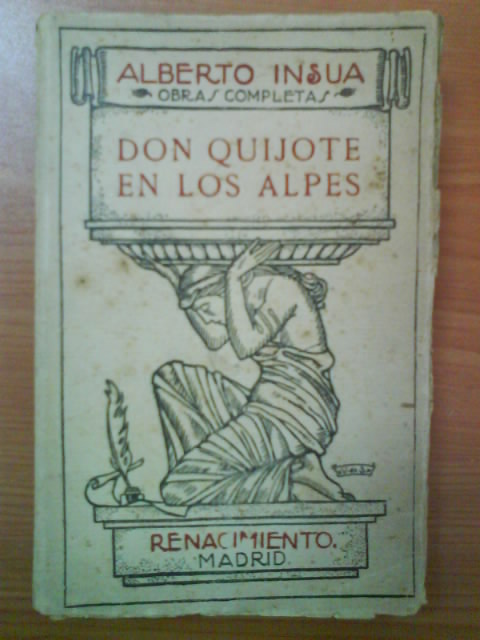 ALBERTO INSUA
OBRAS COMPLETAS
DON QUIJOTE
EN LOS ALPES
RENACIMIENTO.
MADRID